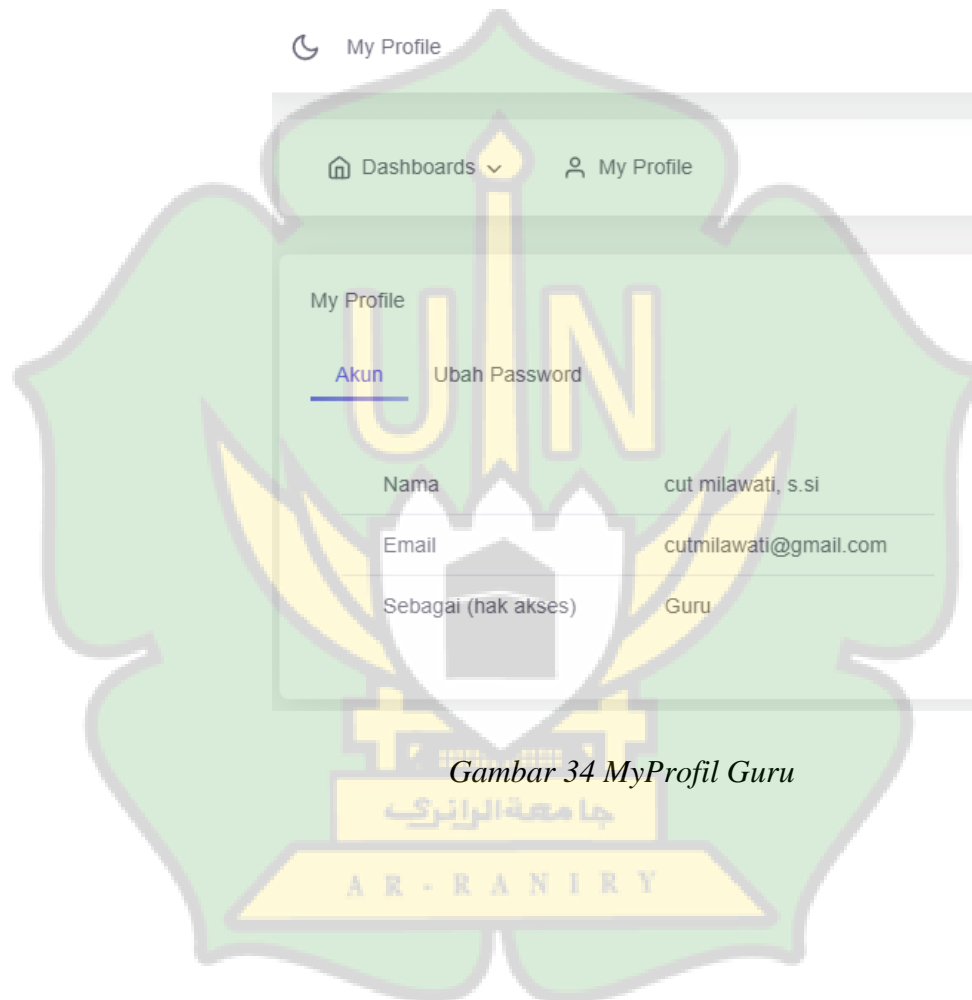 My Profile
Dashboards My Profile
My Profile
Akun Ubah Password
UIN
Nama cut milawati, s.si
Email cutmilawati@gmail.com
Sebagai (hak akses) Guru
Gambar 34 MyProfil Guru
جامعة الرانري
AR-RANIRY